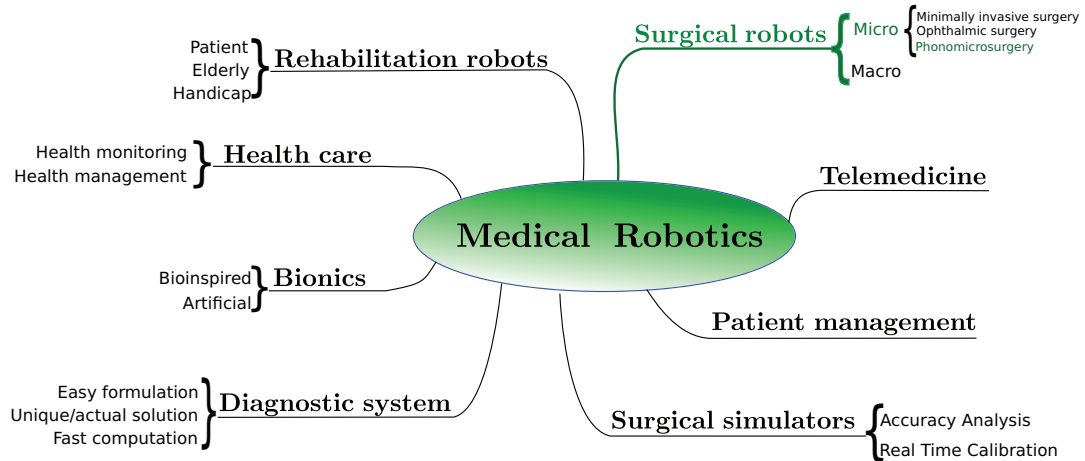 Medical Robotics
Surgical robots
Micro
Minimally invasive surgery
Ophthalmic surgery
Phonomicrosurgery
Macro
Telemedicine
Patient management
Surgical simulators
Accuracy Analysis
Real Time Calibration
Rehabilitation robots
Patient
Elderly
Handicap
Health care
Health monitoring
Health management
Bionics
Bioinspired
Artificial
Diagnostic system
Easy formulation
Unique/actual solution
Fast computation